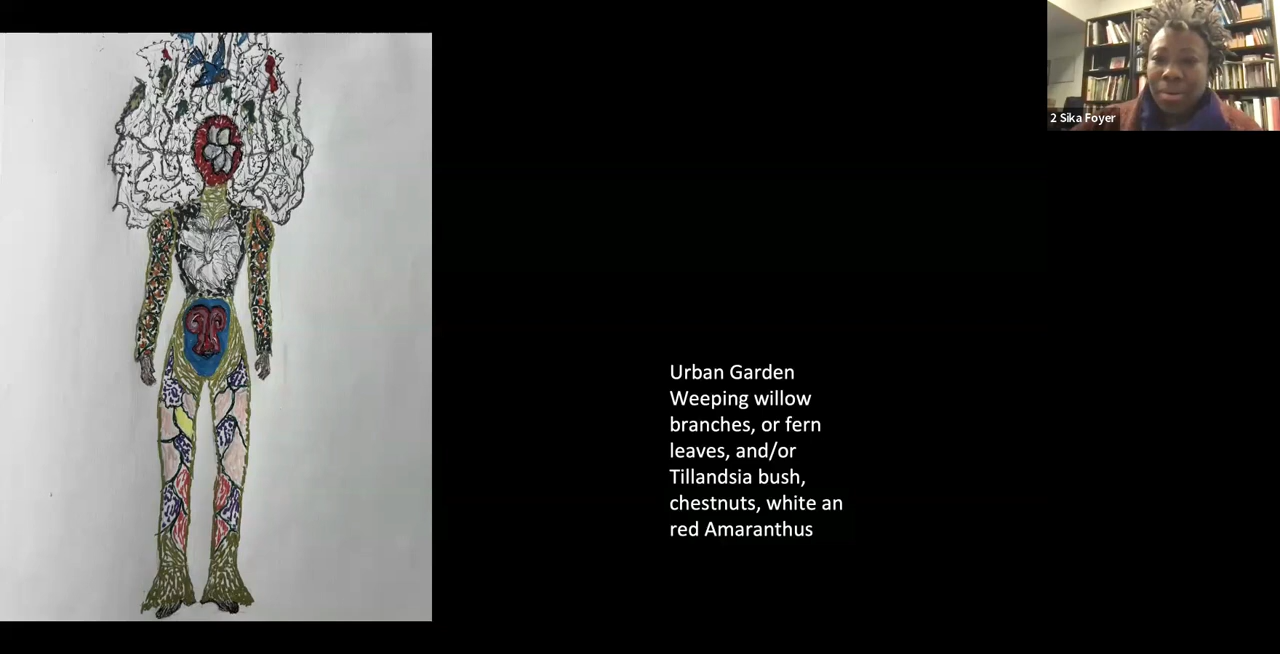 2 Sika Foyer
Urban Garden
Weeping willow
branches, or fern
leaves, and/or
Tillandsia bush,
chestnuts, white an
red Amaranthus